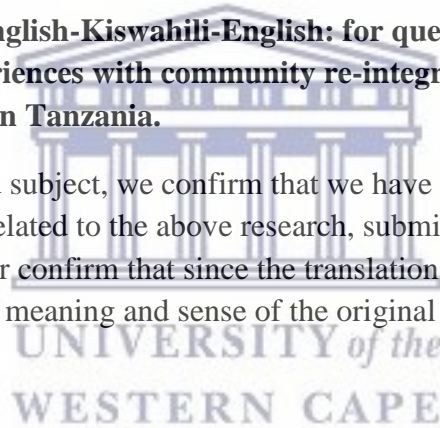 nglish-Kiswahili-English: for que
riences with community re-integr
n Tanzania.
l subject, we confirm that we have
elated to the above research, submi
r confirm that since the translation
meaning and sense of the original
UNIVERSITY of the
WESTERN CAPE